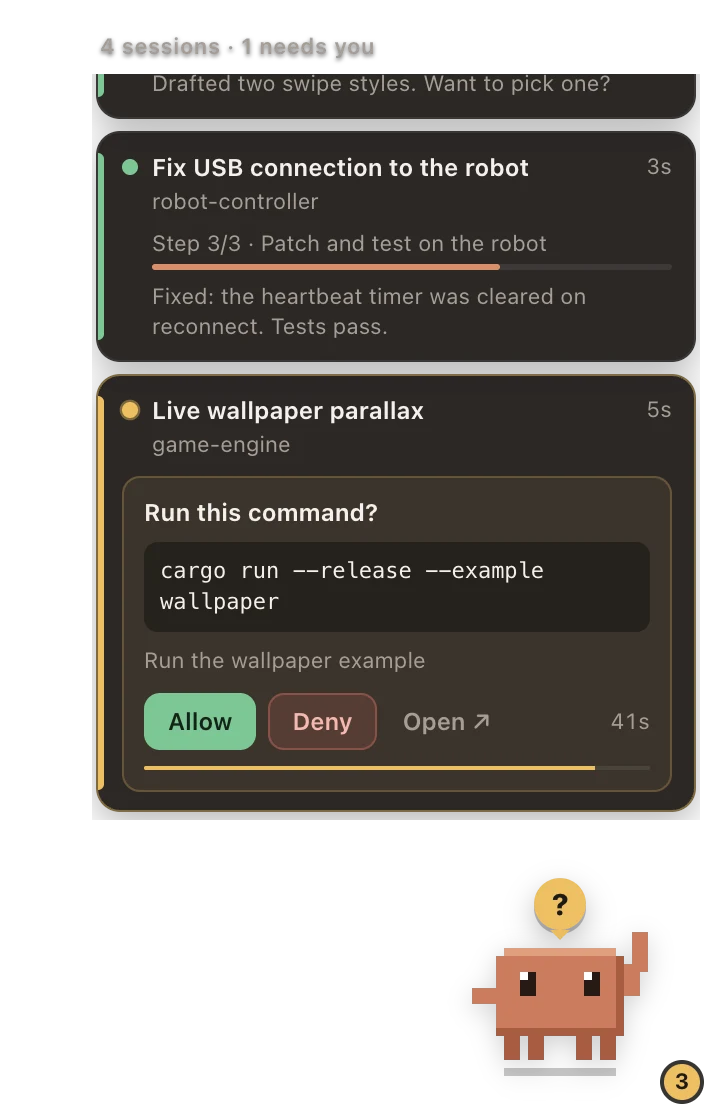 4 sessions · 1 needs you
Drafted two swipe styles. Want to pick one?
Fix USB connection to the robot 3s
robot-controller
Step 3/3 · Patch and test on the robot
Fixed: the heartbeat timer was cleared on
reconnect. Tests pass.
Live wallpaper parallax 5s
game-engine
Run this command?
cargo run --release --example
wallpaper
Run the wallpaper example
Allow Deny Open ↗ 41s
?
3